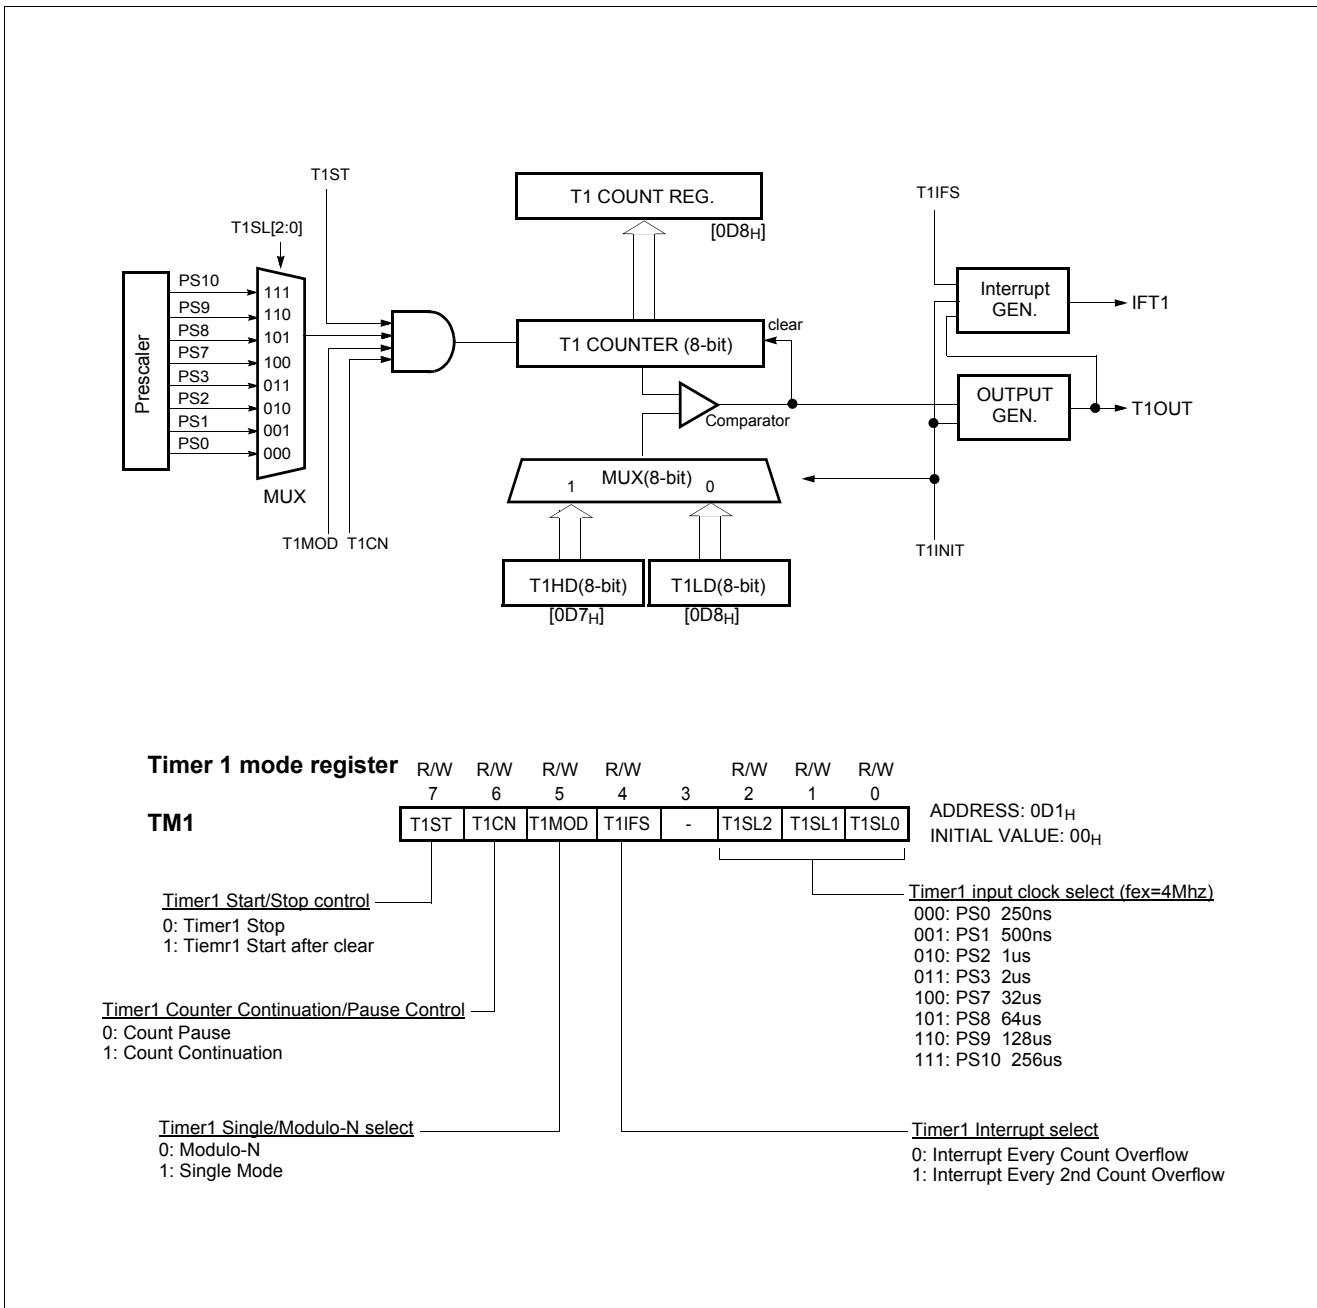 T1ST
T1 COUNT REG.
[0D8H]
T1IFS
T1SL[2:0]
Prescaler
PS10
PS9
PS8
PS7
PS3
PS2
PS1
PS0
111
110
101
100
011
010
001
000
MUX
T1 COUNTER (8-bit)
clear
Comparator
Interrupt
GEN.
IFT1
OUTPUT
GEN.
T1OUT
MUX(8-bit)
1 0
T1MOD T1CN
T1INIT
T1HD(8-bit) T1LD(8-bit)
[0D7H] [0D8H]
Timer 1 mode register
R/W R/W R/W R/W R/W R/W R/W
7 6 5 4 3 2 1 0
TM1
T1ST T1CN T1MOD T1IFS - T1SL2 T1SL1 T1SL0
ADDRESS: 0D1H
INITIAL VALUE: 00H
Timer1 Start/Stop control
0: Timer1 Stop
1: Tiemr1 Start after clear
Timer1 input clock select (fex=4Mhz)
000: PS0 250ns
001: PS1 500ns
010: PS2 1us
011: PS3 2us
100: PS7 32us
101: PS8 64us
110: PS9 128us
111: PS10 256us
Timer1 Counter Continuation/Pause Control
0: Count Pause
1: Count Continuation
Timer1 Single/Modulo-N select
0: Modulo-N
1: Single Mode
Timer1 Interrupt select
0: Interrupt Every Count Overflow
1: Interrupt Every 2nd Count Overflow